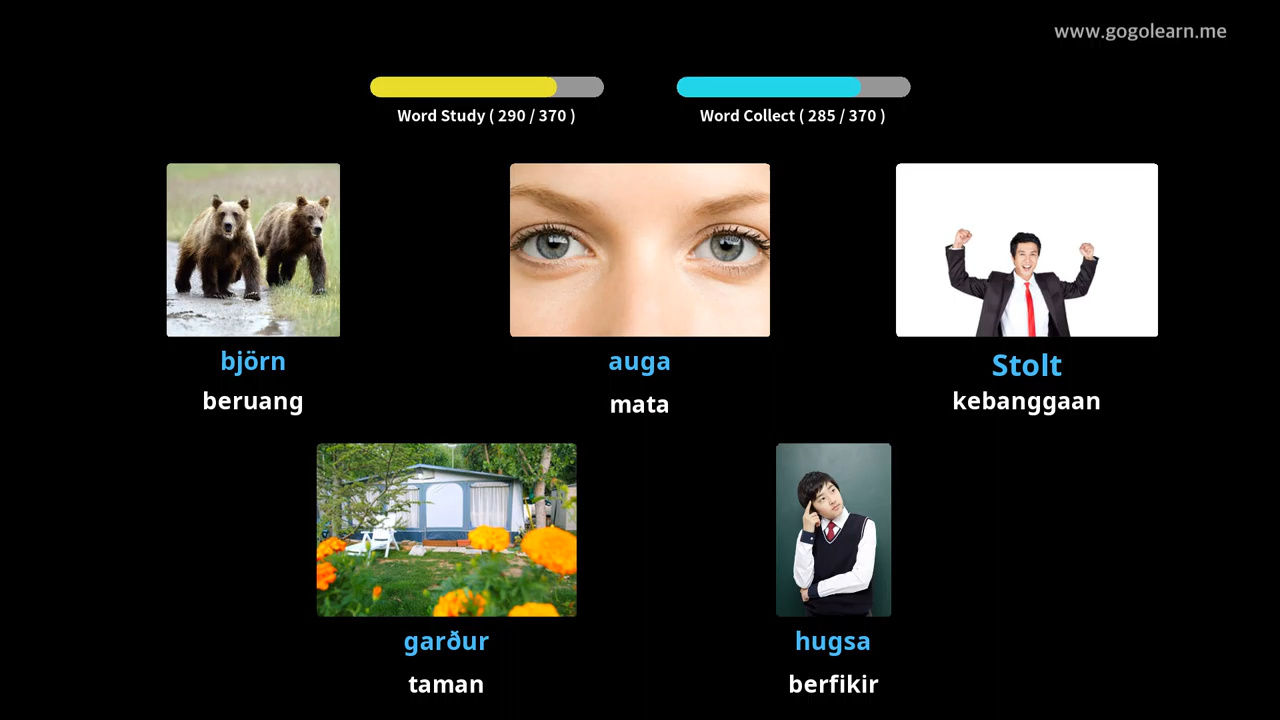 www.gogolearn.me
Word Study ( 290 / 370 )
Word Collect ( 285 / 370 )
björn
beruang
auga
mata
Stolt
kebanggaan
garður
taman
hugsa
berfikir